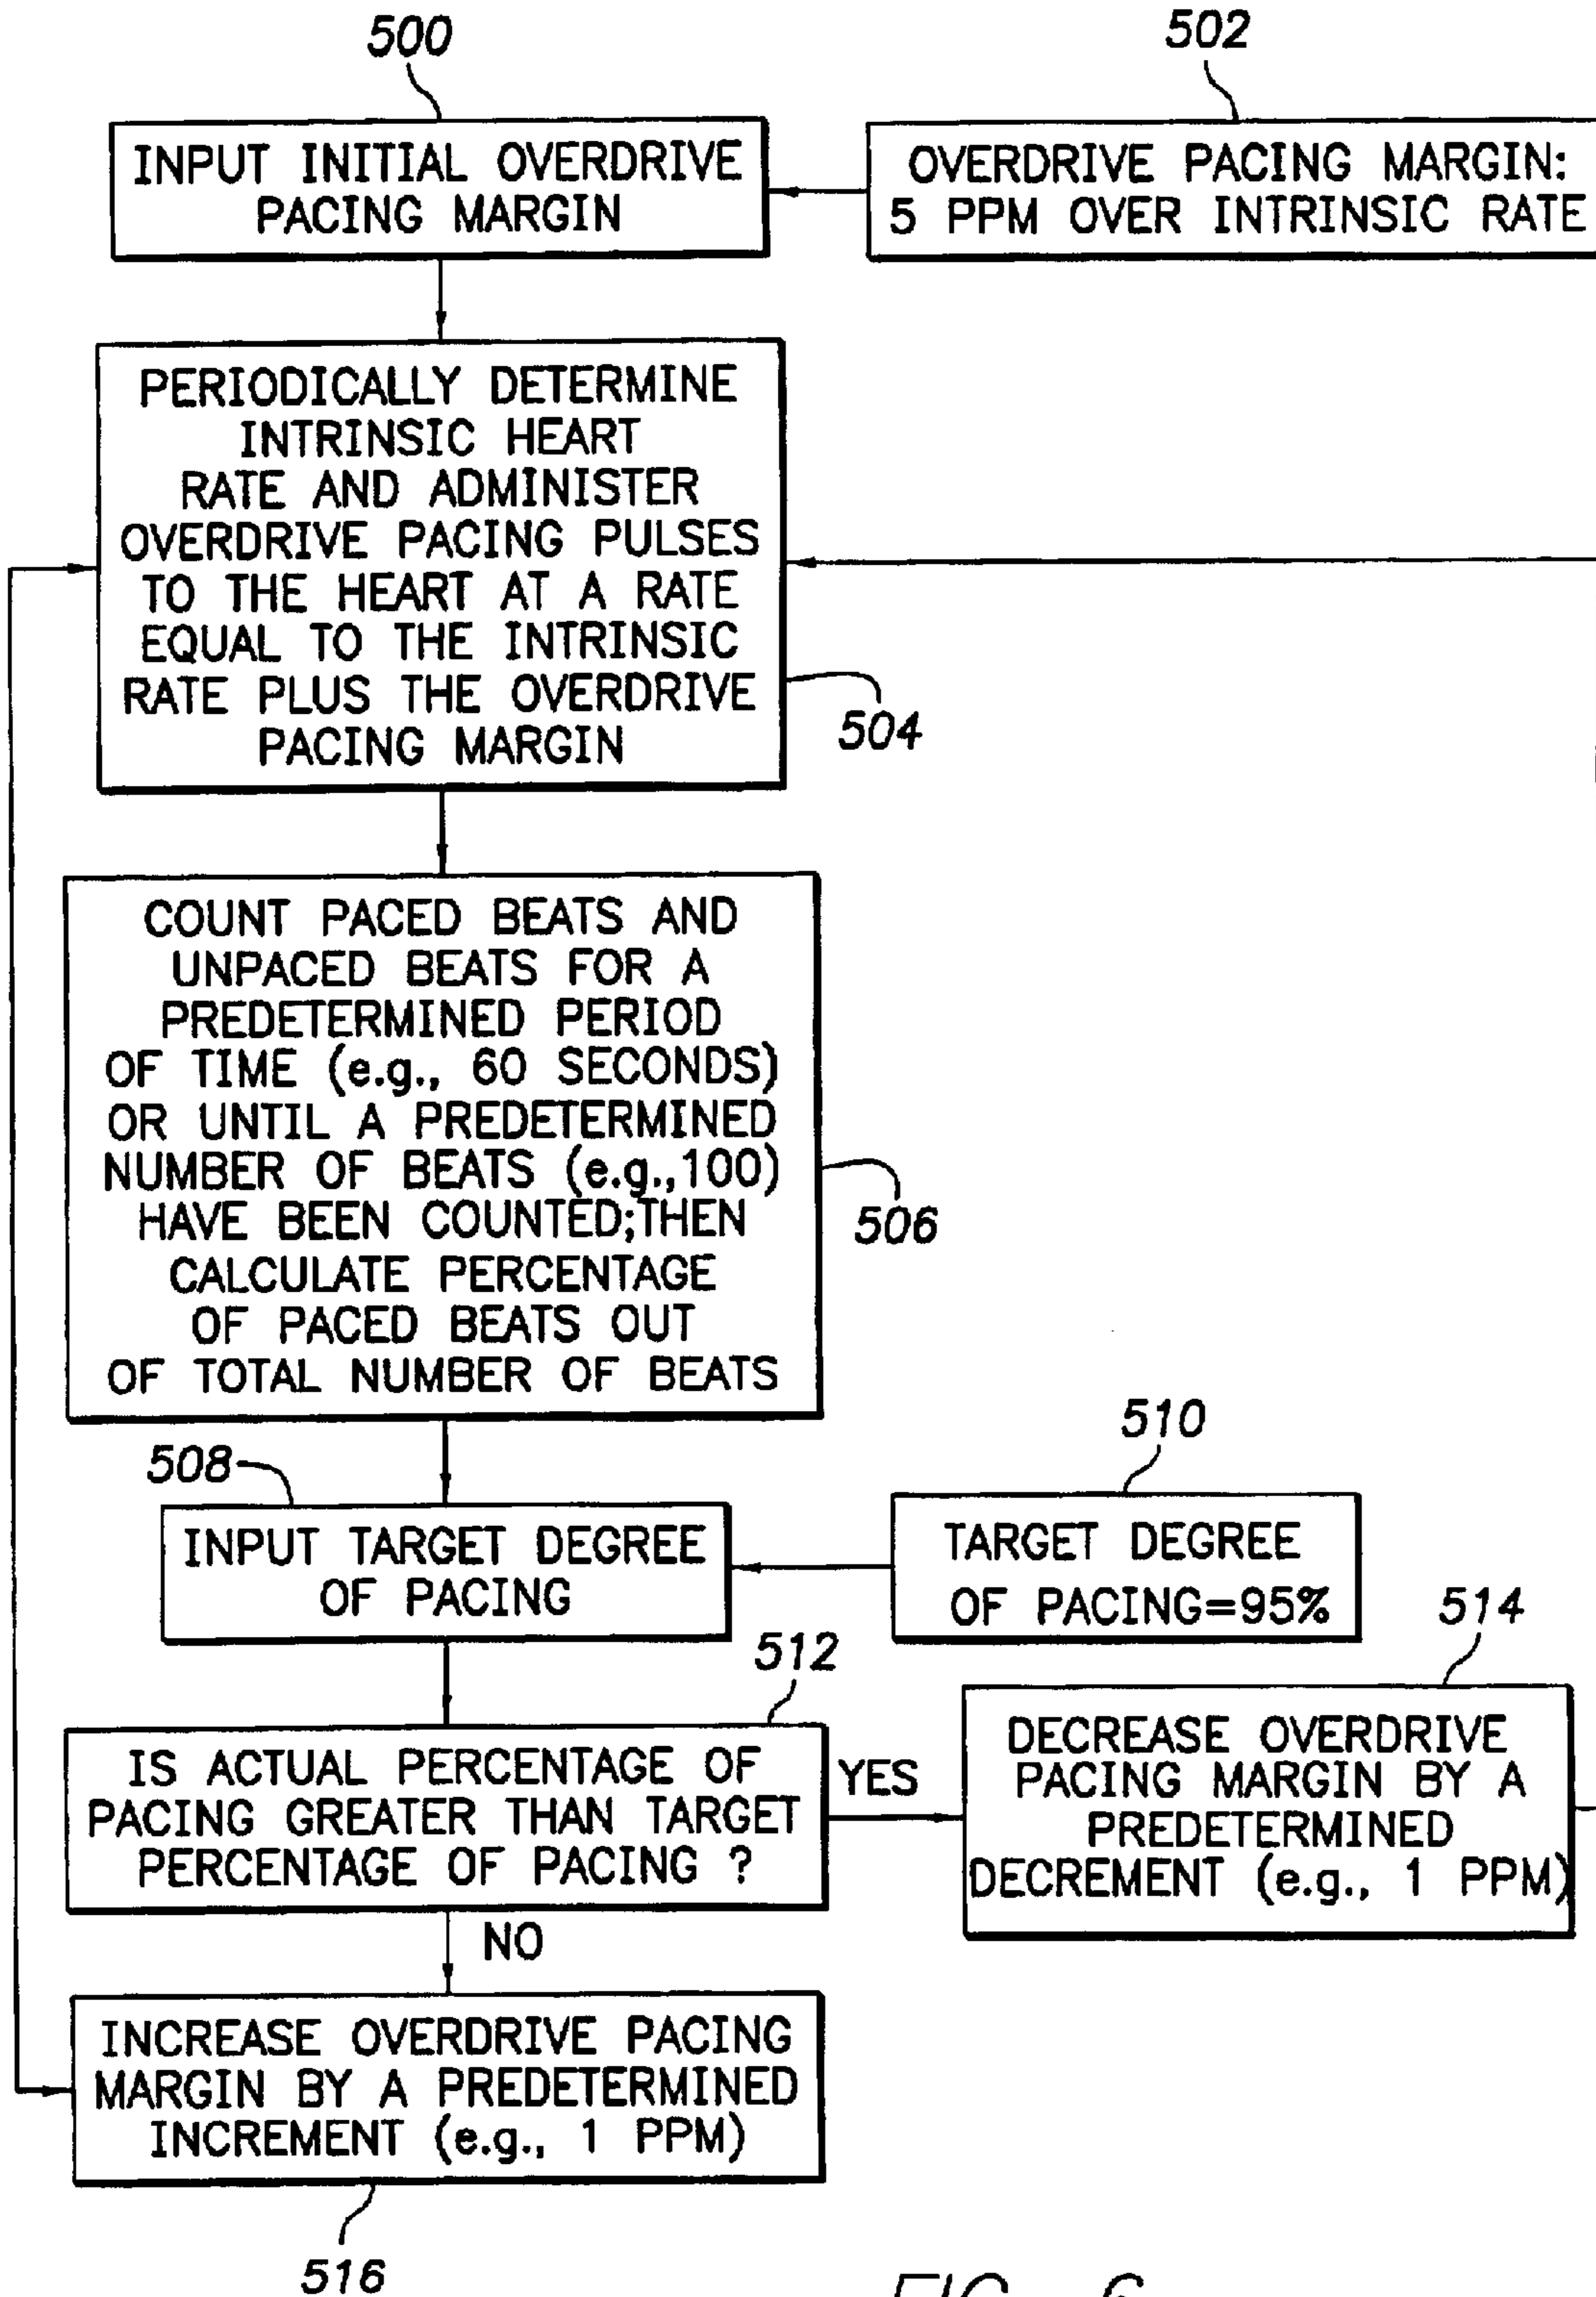 500
502
INPUT INITIAL OVERDRIVE
PACING MARGIN
OVERDRIVE PACING MARGIN:
5 PPM OVER INTRINSIC RATE
PERIODICALLY DETERMINE
INTRINSIC HEART
RATE AND ADMINISTER
OVERDRIVE PACING PULSES
TO THE HEART AT A RATE
EQUAL TO THE INTRINSIC
RATE PLUS THE OVERDRIVE
PACING MARGIN
504
COUNT PACED BEATS AND
UNPACED BEATS FOR A
PREDETERMINED PERIOD
OF TIME (e.g., 60 SECONDS)
OR UNTIL A PREDETERMINED
NUMBER OF BEATS (e.g.,100)
HAVE BEEN COUNTED;THEN
CALCULATE PERCENTAGE
OF PACED BEATS OUT
OF TOTAL NUMBER OF BEATS
506
508
INPUT TARGET DEGREE
OF PACING
510
TARGET DEGREE
OF PACING=95%
512
IS ACTUAL PERCENTAGE OF
PACING GREATER THAN TARGET
PERCENTAGE OF PACING ?
YES
514
DECREASE OVERDRIVE
PACING MARGIN BY A
PREDETERMINED
DECREMENT (e.g., 1 PPM)
NO
INCREASE OVERDRIVE PACING
MARGIN BY A PREDETERMINED
INCREMENT (e.g., 1 PPM)
516
FIG. 6